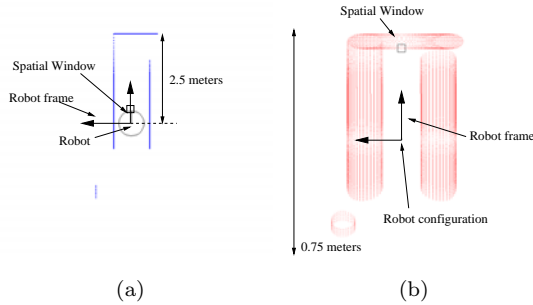 Spatial Window
2.5 meters
Robot frame
Robot
(a)
Spatial Window
Robot frame
Robot configuration
0.75 meters
(b)